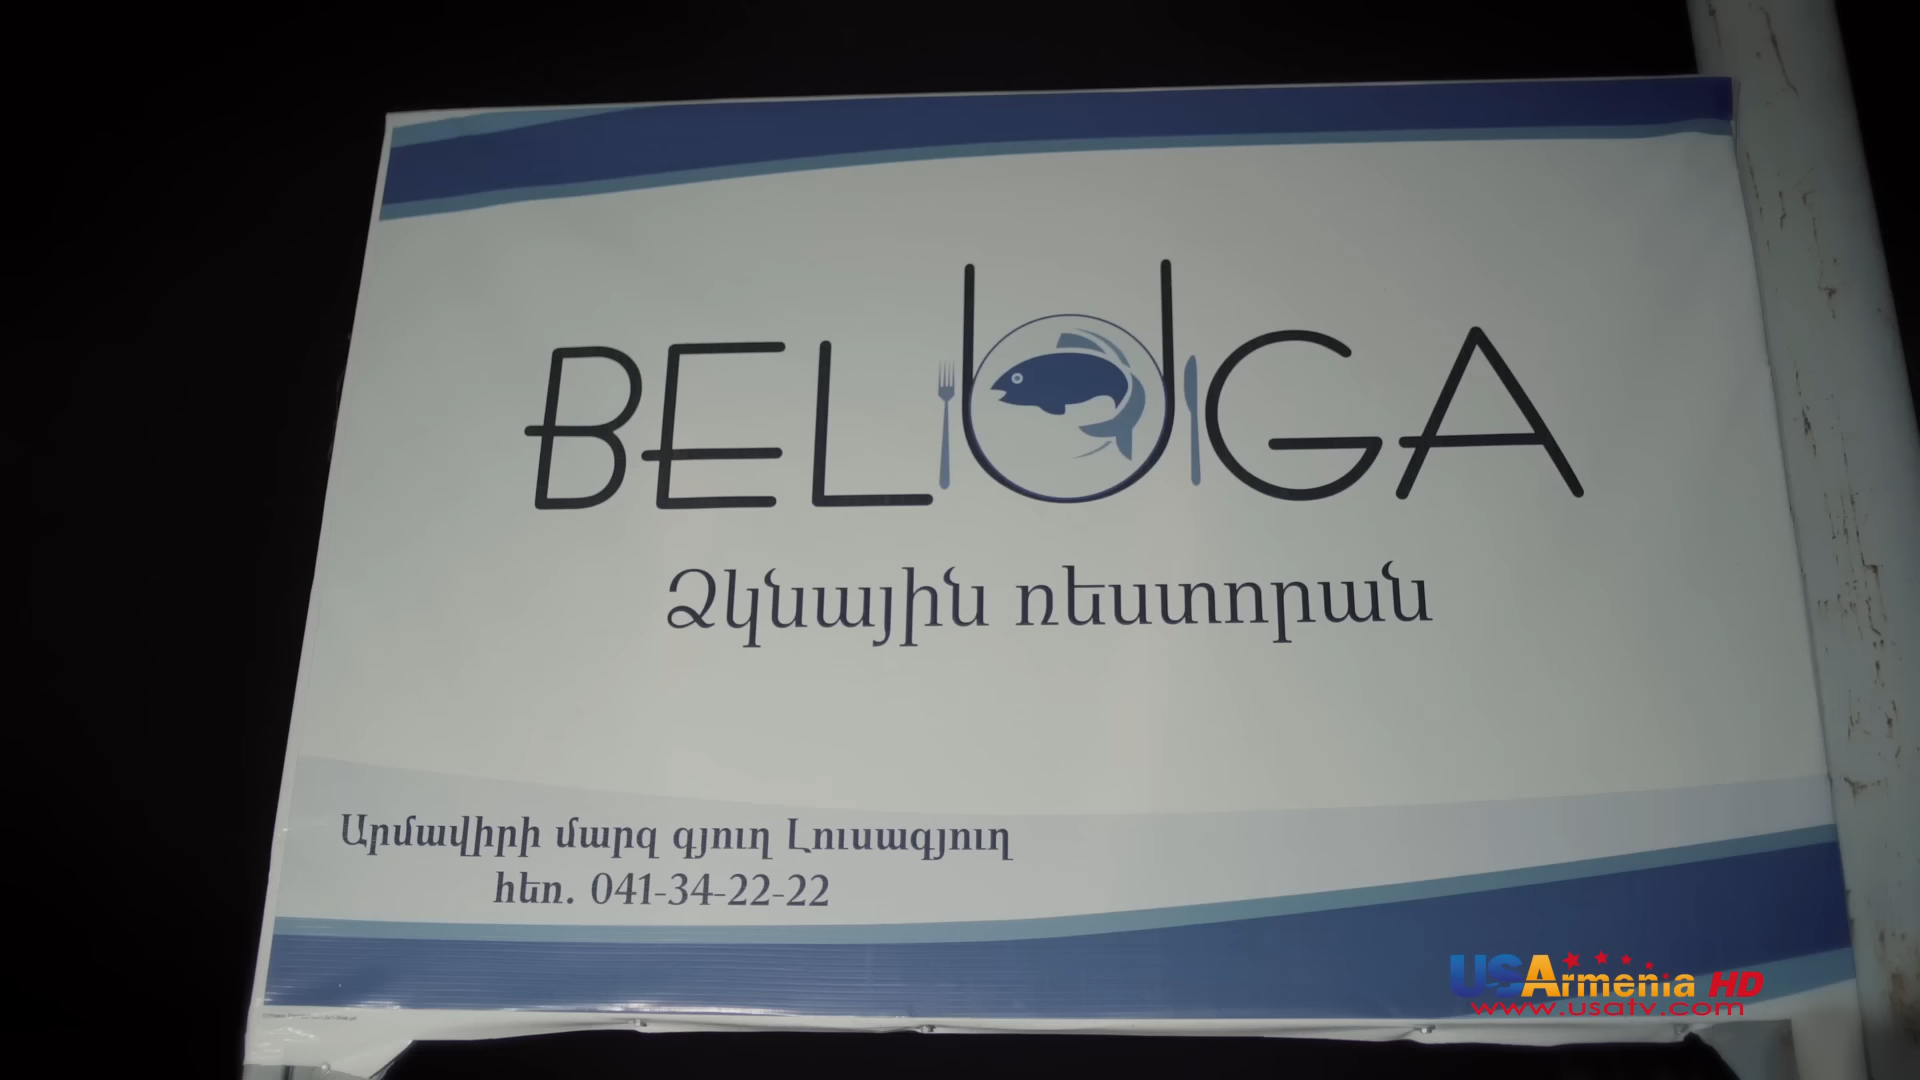 BELUGA
Ձկնային ռեստորան
Արմավիրի մարզ գյուղ Լուսագյուղ
հեռ. 041-34-22-22
USArmenia HD
www.usatv.com